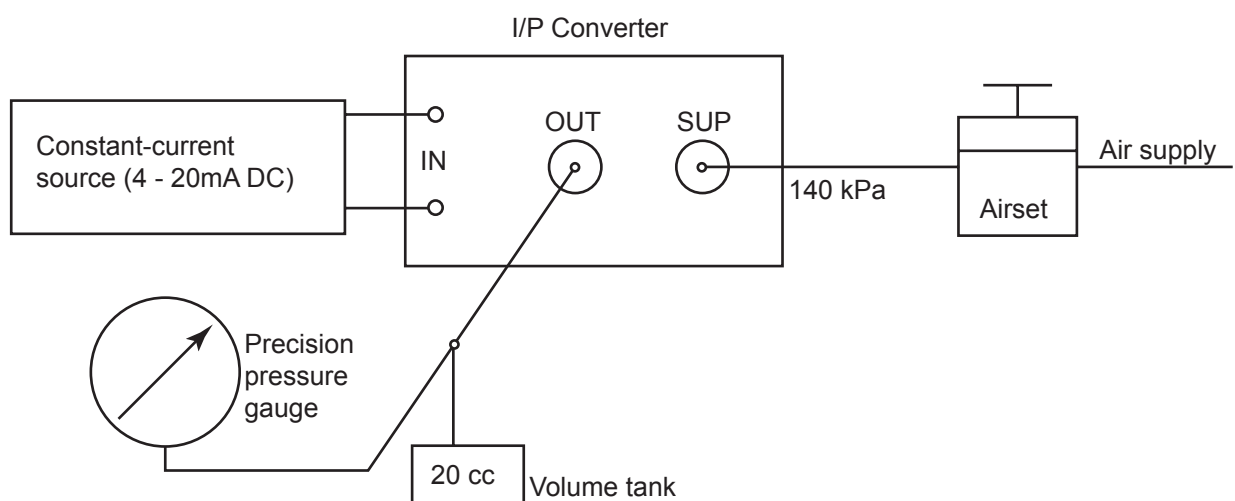 I/P Converter
Constant-current
source (4 - 20mA DC)
IN
OUT
SUP
140 kPa
Air supply
Airset
Precision
pressure
gauge
20 cc
Volume tank